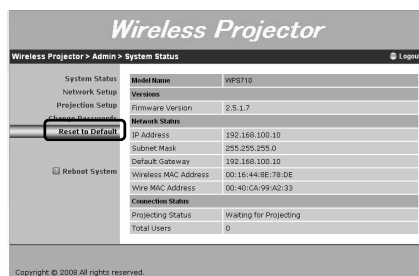 Wireless Projector
Wireless Projector > Admin > System Status
Logout
System Status
Network Setup
Projection Setup
Change Passwords
Reset to Default
Reboot System
Model Name WPS710
Versions
Firmware Version 2.5.1.7
Network Status
IP Address 192.168.100.10
Subnet Mask 255.255.255.0
Default Gateway 192.168.100.10
Wireless MAC Address 00:16:44:8E:78:DE
Wire MAC Address 00:40:CA:99:A2:33
Connection Status
Projecting Status Waiting for Projecting
Total Users 0
Copyright © 2008 All rights reserved.